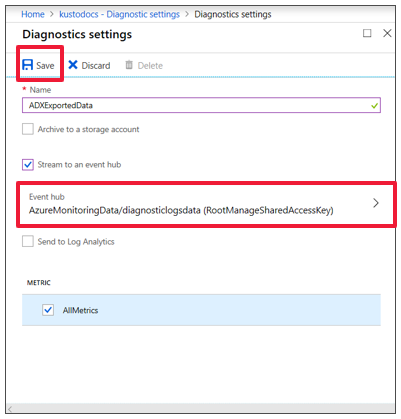 Home > kustodocs - Diagnostic settings > Diagnostics settings
Diagnostics settings
Save Discard Delete
* Name
ADXExportedData
Archive to a storage account
Stream to an event hub
Event hub
AzureMonitoringData/diagnosticlogsdata (RootManageSharedAccessKey)
Send to Log Analytics
METRIC
AllMetrics